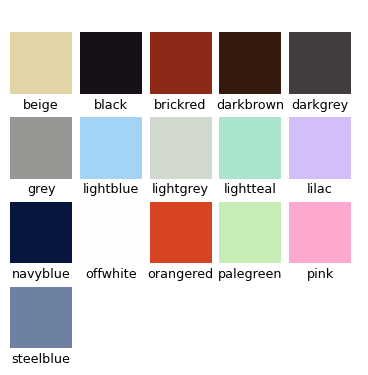 beige black brickred darkbrown darkgrey
grey lightblue lightgrey lightteal lilac
navyblue offwhite orangered palegreen pink
steelblue